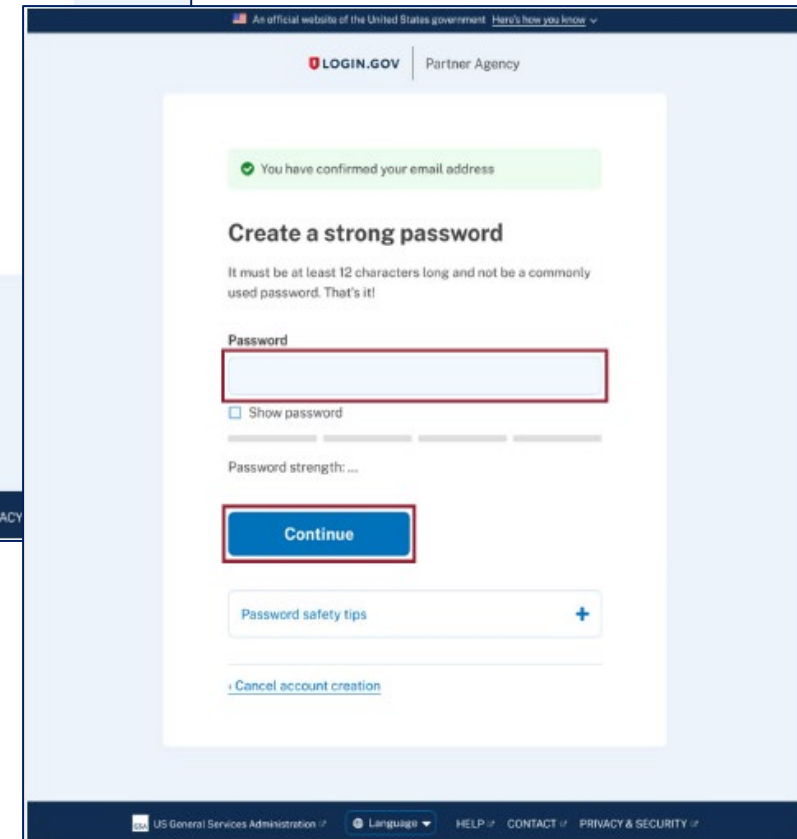 An official website of the United States government Here's how you know
LOGIN.GOV Partner Agency
You have confirmed your email address
Create a strong password
It must be at least 12 characters long and not be a commonly
used password. That's it!
Password
Show password
Password strength: ...
ACY
Continue
Password safety tips +
‹ Cancel account creation
GSA US General Services Administration Language HELP CONTACT PRIVACY & SECURITY